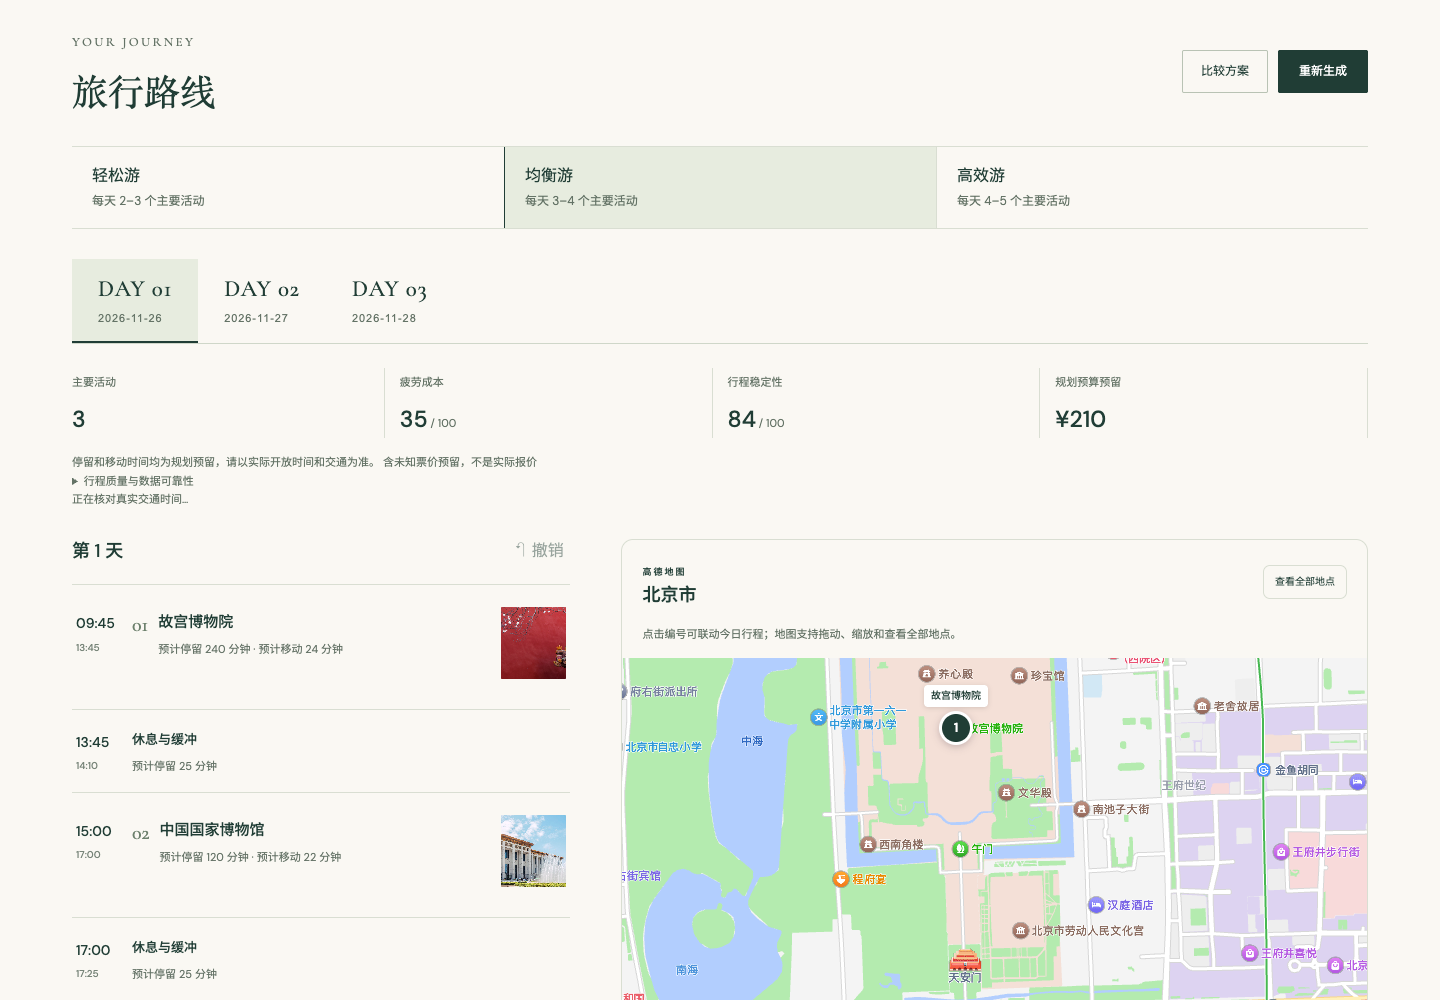 YOUR JOURNEY
旅行路线
比较方案
重新生成
轻松游
每天 2–3 个主要活动
均衡游
每天 3–4 个主要活动
高效游
每天 4–5 个主要活动
DAY 01
2026-11-26
DAY 02
2026-11-27
DAY 03
2026-11-28
主要活动
3
疲劳成本
35 / 100
行程稳定性
84 / 100
规划预算预留
¥210
停留和移动时间均为规划预留，请以实际开放时间和交通为准。 含未知票价预留，不是实际报价
行程质量与数据可靠性
正在核对真实交通时间...
第 1 天
撤销
09:45
13:45
01
故宫博物院
预计停留 240 分钟 · 预计移动 24 分钟
13:45
14:10
休息与缓冲
预计停留 25 分钟
15:00
17:00
02
中国国家博物馆
预计停留 120 分钟 · 预计移动 22 分钟
17:00
17:25
休息与缓冲
预计停留 25 分钟
高德地图
北京市
查看全部地点
点击编号可联动今日行程；地图支持拖动、缩放和查看全部地点。
(西院区)
养心殿
珍宝馆
府右街派出所
故宫博物院
老舍故居
北京市第一六一
中学附属小学
1
故宫博物院
中海
北京市自忠小学
金鱼胡同
王府世纪
文华殿
南池子大街
西南角楼
午门
王府井步行街
右街宾馆
程府宴
汉庭酒店
北京市劳动人民文化宫
王府井喜悦
北京
南海
天安门
和国